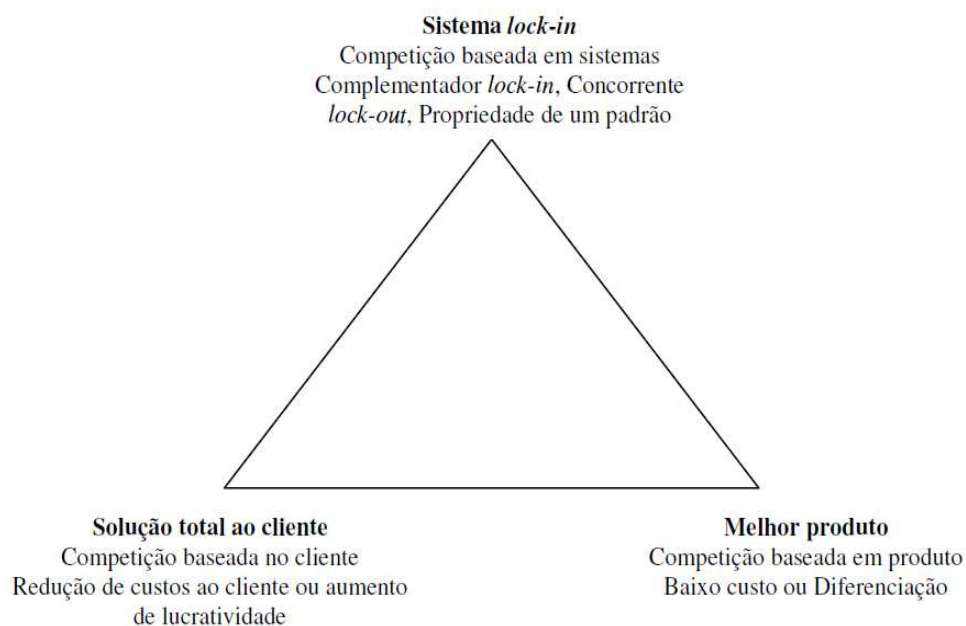 Sistema lock-in
Competição baseada em sistemas
Complementador lock-in, Concorrente
lock-out, Propriedade de um padrão
Solução total ao cliente
Competição baseada no cliente
Redução de custos ao cliente ou aumento
de lucratividade
Melhor produto
Competição baseada em produto
Baixo custo ou Diferenciação